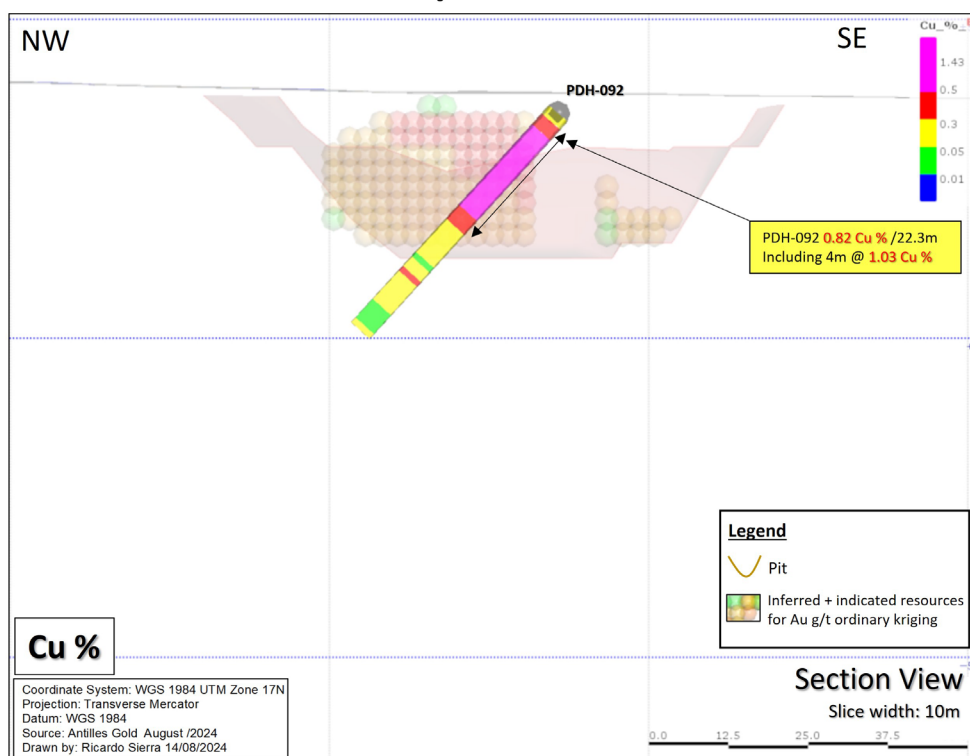 NW
SE
Cu_%_
1.43
0.5
0.3
0.05
0.01
PDH-092
PDH-092 0.82 Cu % /22.3m
Including 4m @ 1.03 Cu %
Legend
Pit
Inferred + indicated resources
for Au g/t ordinary kriging
Cu %
Coordinate System: WGS 1984 UTM Zone 17N
Projection: Transverse Mercator
Datum: WGS 1984
Source: Antilles Gold August /2024
Drawn by: Ricardo Sierra 14/08/2024
Section View
Slice width: 10m
0.0 12.5 25.0 37.5